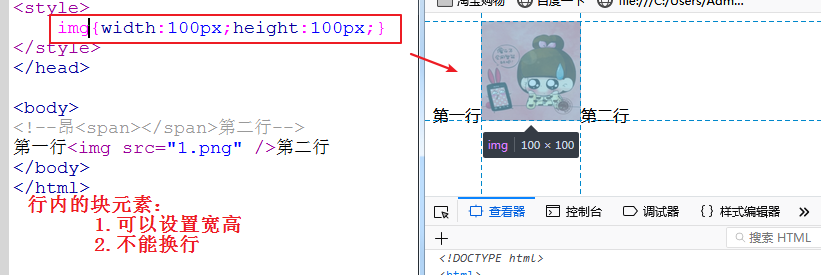 <style>
img{width:100px;height:100px;}
</style>
</head>
<body>
<!--昂<span></span>第二行-->
第一行<img src="1.png" />第二行
</body>
</html>
行内的块元素:
1.可以设置宽高
2.不能换行
淘宝购物 百度一下 file:///C:/Users/Adm...
第一行 第二行
img 100 × 100
查看器 控制台 调试器 {} 样式编辑器 »
+ 搜索 HTML
<!DOCTYPE html>
<html>